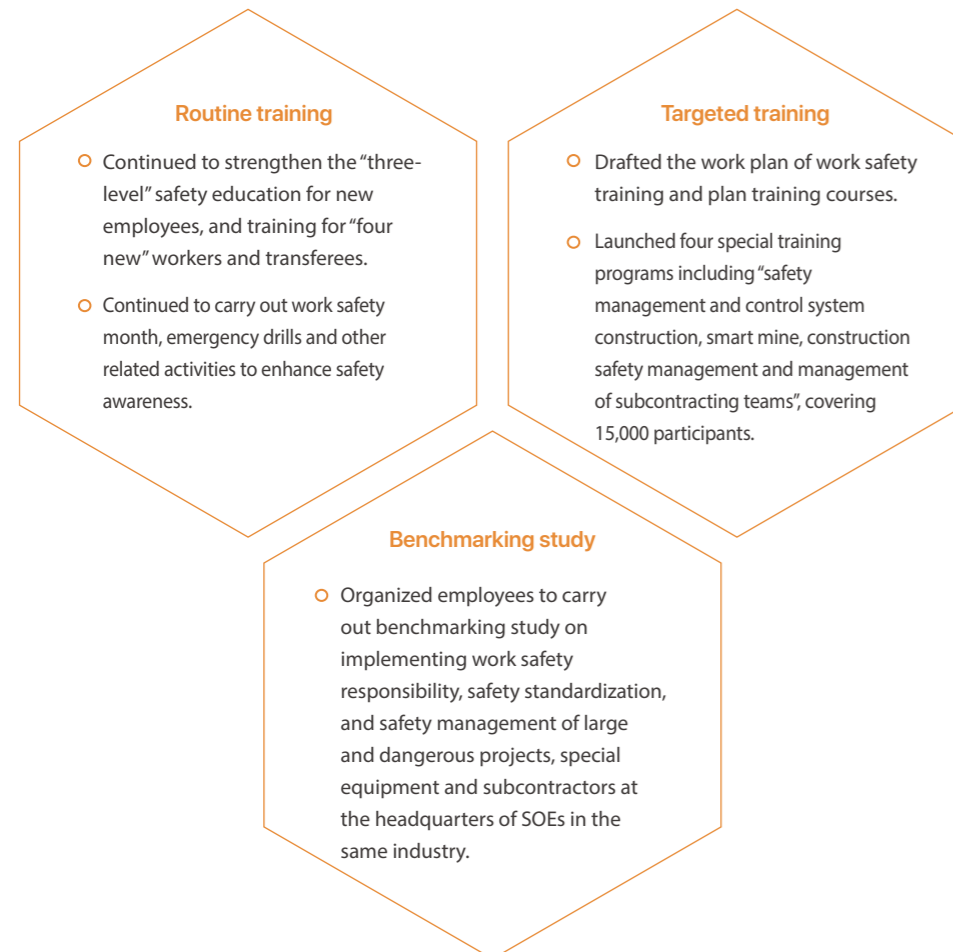 Routine training
Continued to strengthen the “three-
level” safety education for new
employees, and training for “four
new” workers and transferees.
Continued to carry out work safety
month, emergency drills and other
related activities to enhance safety
awareness.
Targeted training
Drafted the work plan of work safety
training and plan training courses.
Launched four special training
programs including “safety
management and control system
construction, smart mine, construction
safety management and management
of subcontracting teams”, covering
15,000 participants.
Benchmarking study
Organized employees to carry
out benchmarking study on
implementing work safety
responsibility, safety standardization,
and safety management of large
and dangerous projects, special
equipment and subcontractors at
the headquarters of SOEs in the
same industry.